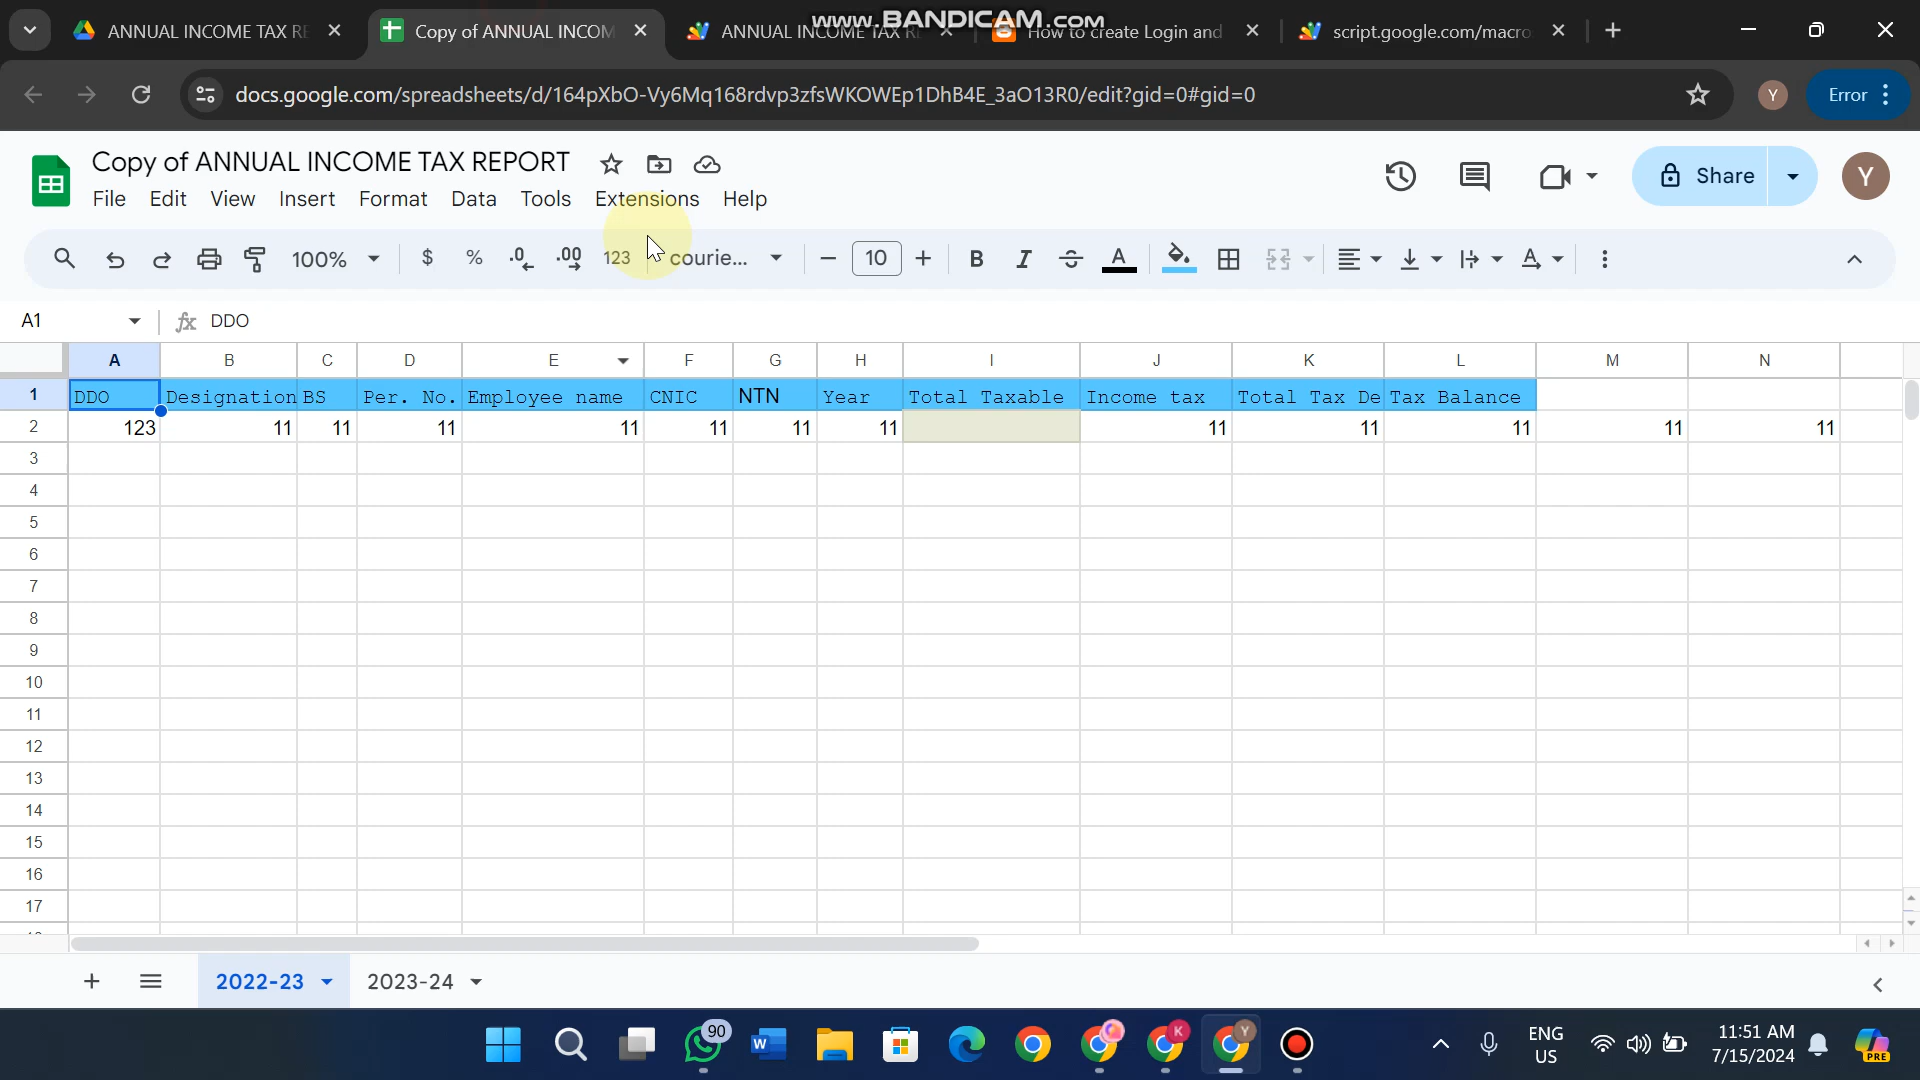 ANNUAL INCOME TAX RE
Copy of ANNUAL INCOM
ANNUAL INCOME TAX RE
How to create Login and
script.google.com/macro
www.BANDICAM.com
docs.google.com/spreadsheets/d/164pXbO-Vy6Mq168rdvp3zfsWKOWEp1DhB4E_3aO13R0/edit?gid=0#gid=0
Y
Error
Copy of ANNUAL INCOME TAX REPORT
File Edit View Insert Format Data Tools Extensions Help
Share
Y
100% $ % .0 .00 123 courie... 10 B I A A
A1 fx DDO
A B C D E F G H I J K L M N
1 DDO Designation BS Per. No. Employee name CNIC NTN Year Total Taxable Income tax Total Tax De Tax Balance
2 123 11 11 11 11 11 11 11 11 11 11 11 11
3
4
5
6
7
8
9
10
11
12
13
14
15
16
17
2022-23 2023-24
90 W K Y
ENG
US
11:51 AM
7/15/2024
PRE